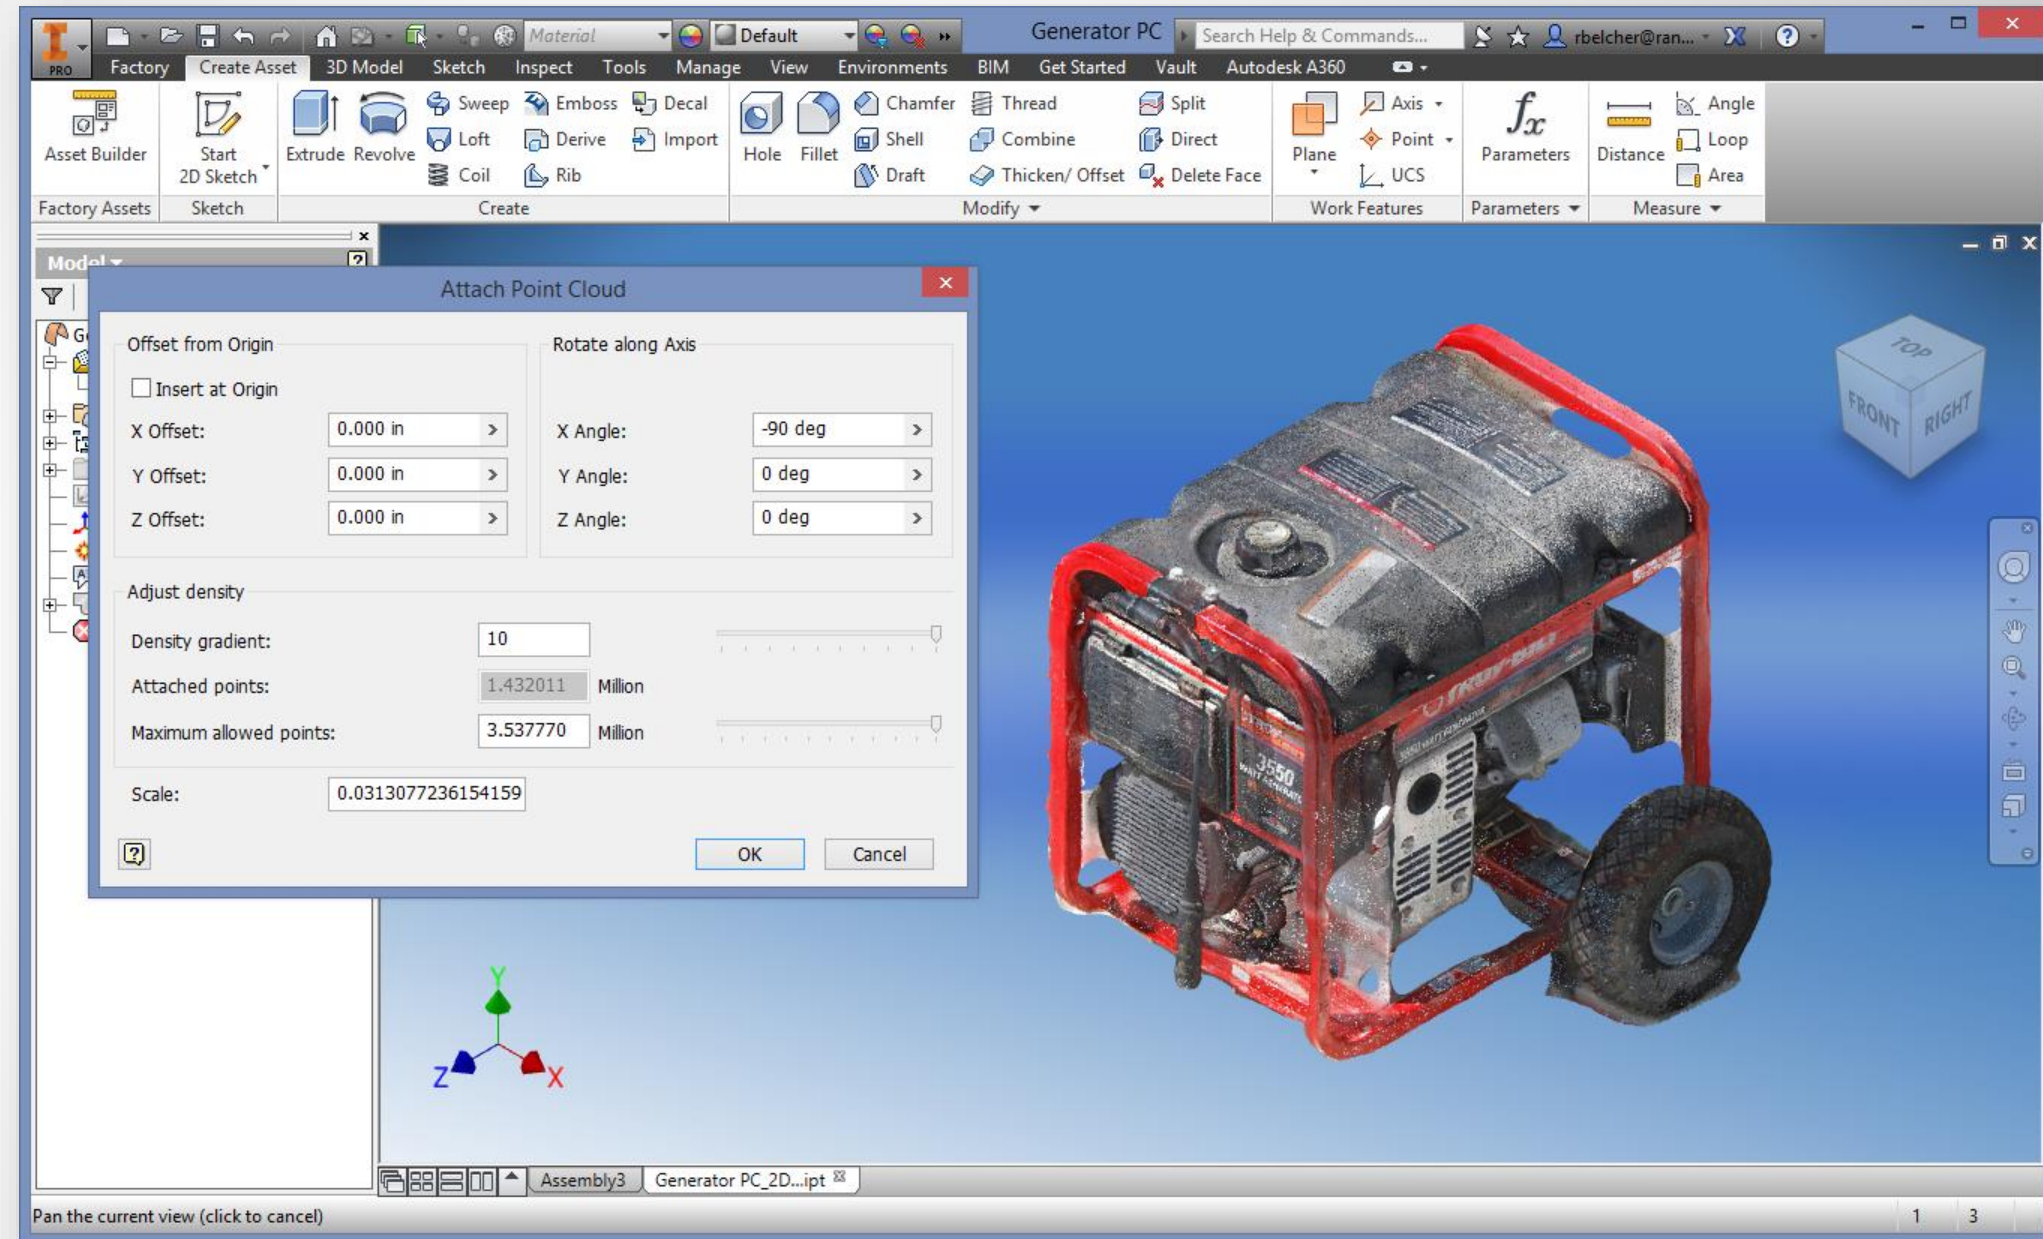 PRO
Material
Default
Generator PC
Search Help & Commands...
rbelcher@ran...
Factory
Create Asset
3D Model
Sketch
Inspect
Tools
Manage
View
Environments
BIM
Get Started
Vault
Autodesk A360
Asset Builder
Start
2D Sketch
Extrude
Revolve
Sweep
Loft
Coil
Emboss
Derive
Rib
Decal
Import
Hole
Fillet
Chamfer
Shell
Draft
Thread
Combine
Thicken/ Offset
Split
Direct
Delete Face
Plane
Axis
Point
UCS
fx
Parameters
Distance
Angle
Loop
Area
Factory Assets
Sketch
Create
Modify
Work Features
Parameters
Measure
Model
Attach Point Cloud
Offset from Origin
Insert at Origin
X Offset: 0.000 in
Y Offset: 0.000 in
Z Offset: 0.000 in
Rotate along Axis
X Angle: -90 deg
Y Angle: 0 deg
Z Angle: 0 deg
Adjust density
Density gradient: 10
Attached points: 1.432011 Million
Maximum allowed points: 3.537770 Million
Scale: 0.0313077236154159
OK
Cancel
TOP
FRONT
RIGHT
3550
Y
Z
X
Assembly3
Generator PC_2D...ipt
Pan the current view (click to cancel)
1
3